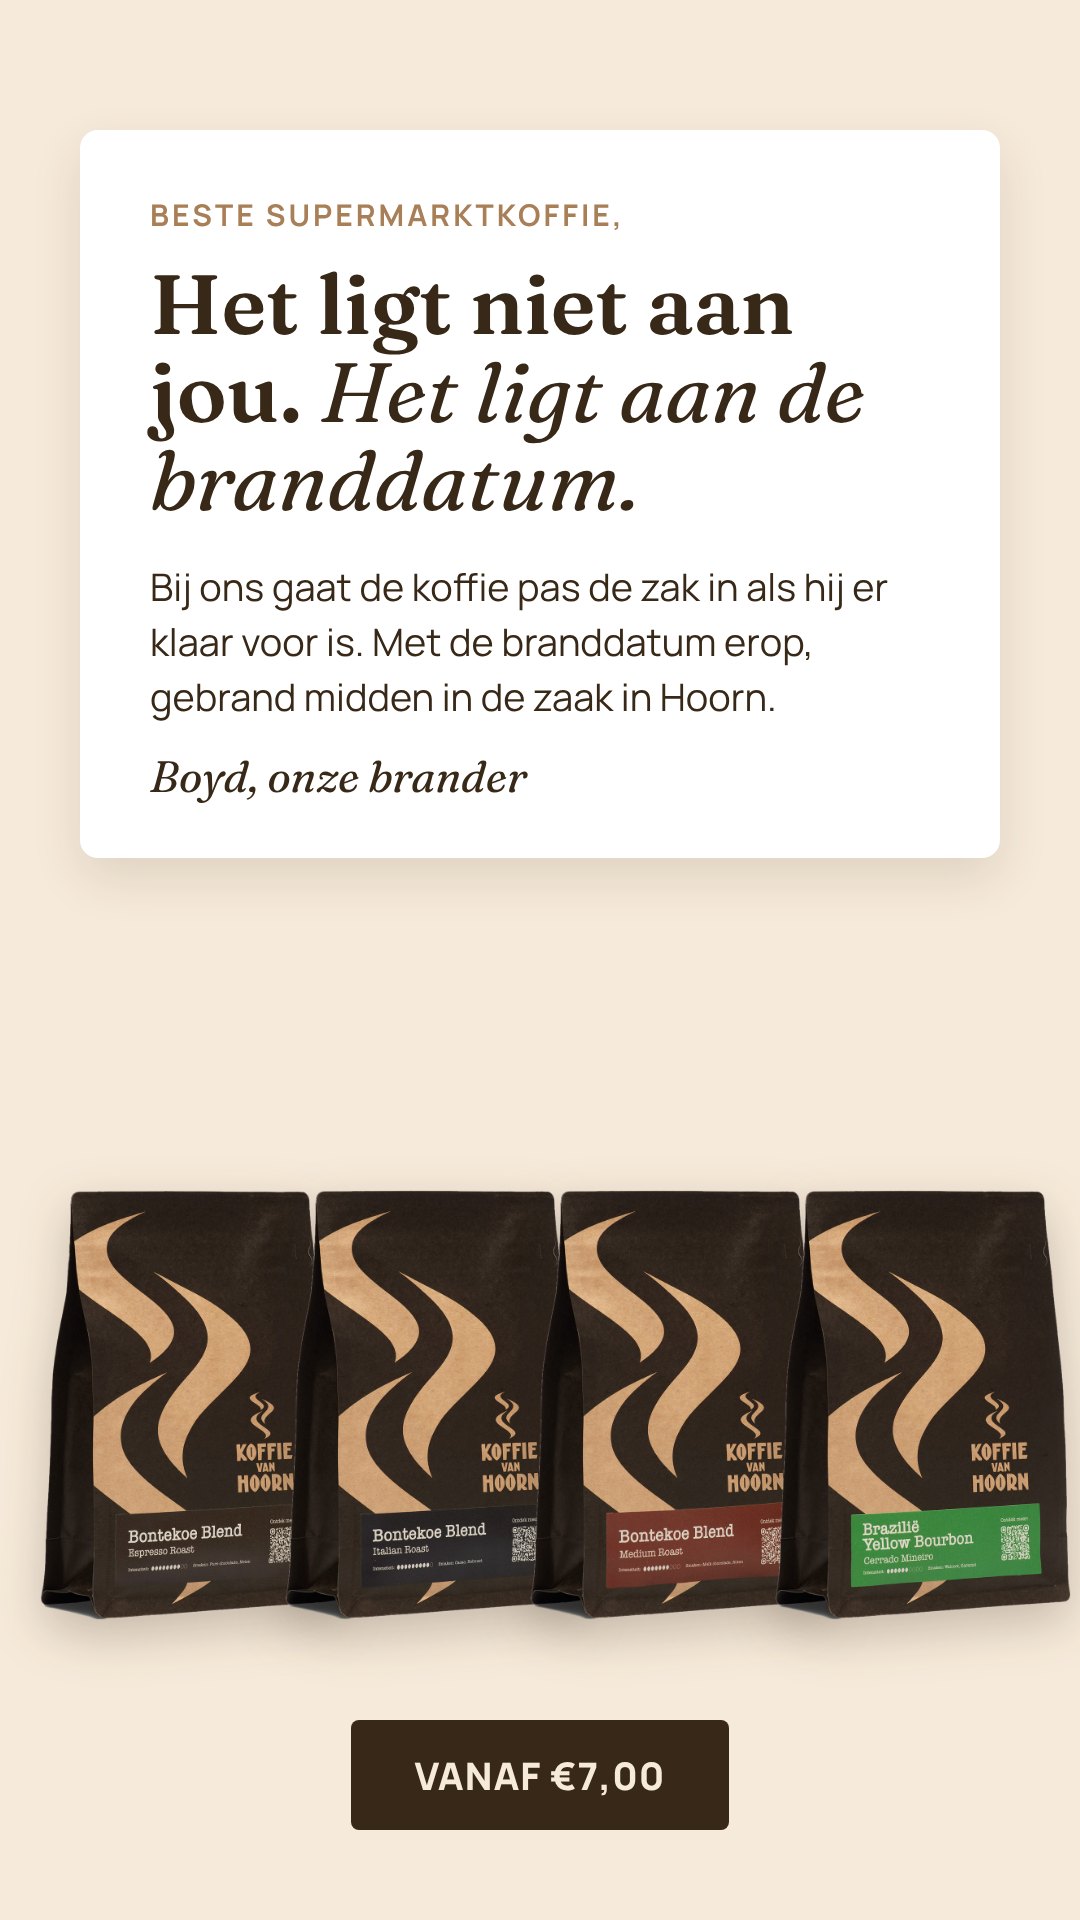 BESTE SUPERMARKTKOFFIE,
Het ligt niet aan
jou. Het ligt aan de
branddatum.
Bij ons gaat de koffie pas de zak in als hij er
klaar voor is. Met de branddatum erop,
gebrand midden in de zaak in Hoorn.
Boyd, onze brander
KOFFIE
VAN
HOORN
Bontekoe Blend
Espresso Roast
KOFFIE
VAN
HOORN
Bontekoe Blend
Italian Roast
KOFFIE
VAN
HOORN
Bontekoe Blend
Medium Roast
KOFFIE
VAN
HOORN
Brazilië
Yellow Bourbon
Cerrado Mineiro
VANAF €7,00